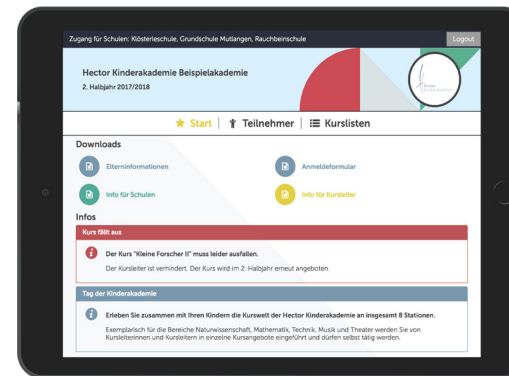 Zugang für Schulen: Klösterleschule, Grundschule Mutlangen, Rauchbeinschule
Logout
Hector Kinderakademie Beispielakademie
2. Halbjahr 2017/2018
Start
Teilnehmer
Kurslisten
Downloads
Elterninformationen
Anmeldeformular
Info für Schulen
Info für Kursleiter
Infos
Kurs fällt aus
Der Kurs "Kleine Forscher II" muss leider ausfallen.
Der Kursleiter ist verhindert. Der Kurs wird im 2. Halbjahr erneut angeboten.
Tag der Kinderakademie
Erleben Sie zusammen mit Ihren Kindern die Kurswelt der Hector Kinderakademie an insgesamt 8 Stationen.
Exemplarisch für die Bereiche Naturwissenschaft, Mathematik, Technik, Musik und Theater werden Sie von
Kursleiterinnen und Kursleitern in einzelne Kursangebote eingeführt und dürfen selbst tätig werden.